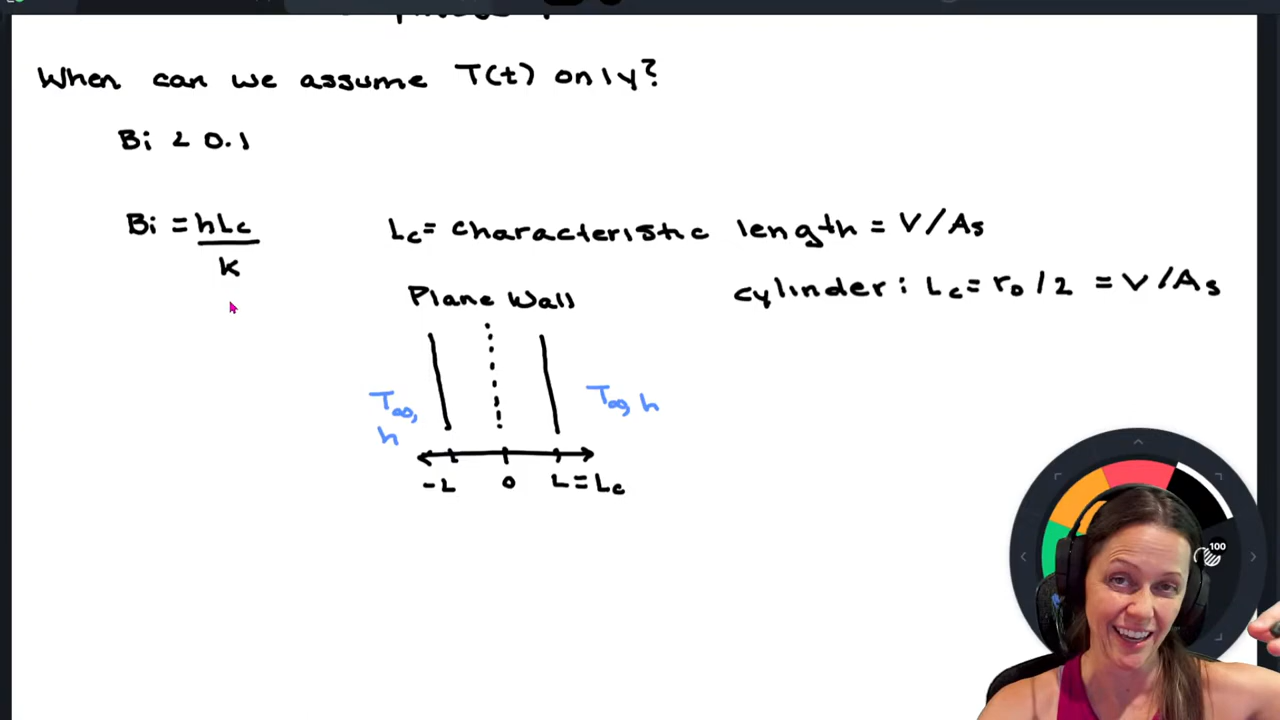 When can we assume T(t) only?
Bi < 0.1
Bi = hLc / k
Lc = characteristic length = V/As
cylinder: Lc = ro/2 = V/As
Plane Wall
T∞, h
T∞, h
-L 0 L = Lc
100